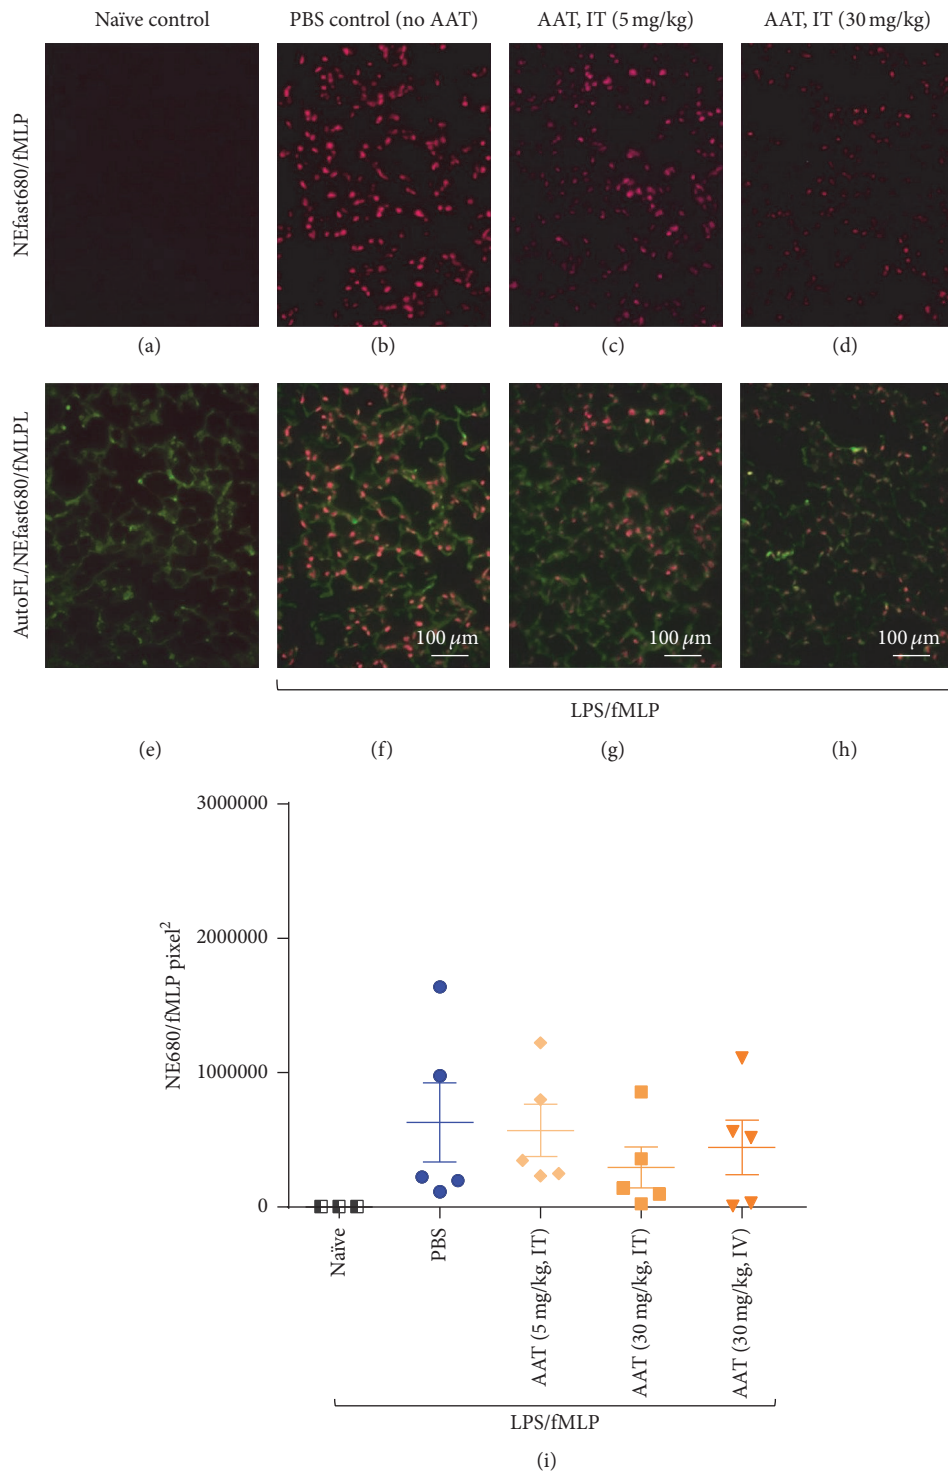 Naïve control
PBS control (no AAT)
AAT, IT (5 mg/kg)
AAT, IT (30 mg/kg)
NEfast680/fMLP
(a)
(b)
(c)
(d)
AutoFL/NEfast680/fMLPL
100 μm
100 μm
100 μm
LPS/fMLP
(e)
(f)
(g)
(h)
NE680/fMLP pixel²
3000000
2000000
1000000
0
Naïve
PBS
AAT (5 mg/kg, IT)
AAT (30 mg/kg, IT)
AAT (30 mg/kg, IV)
LPS/fMLP
(i)